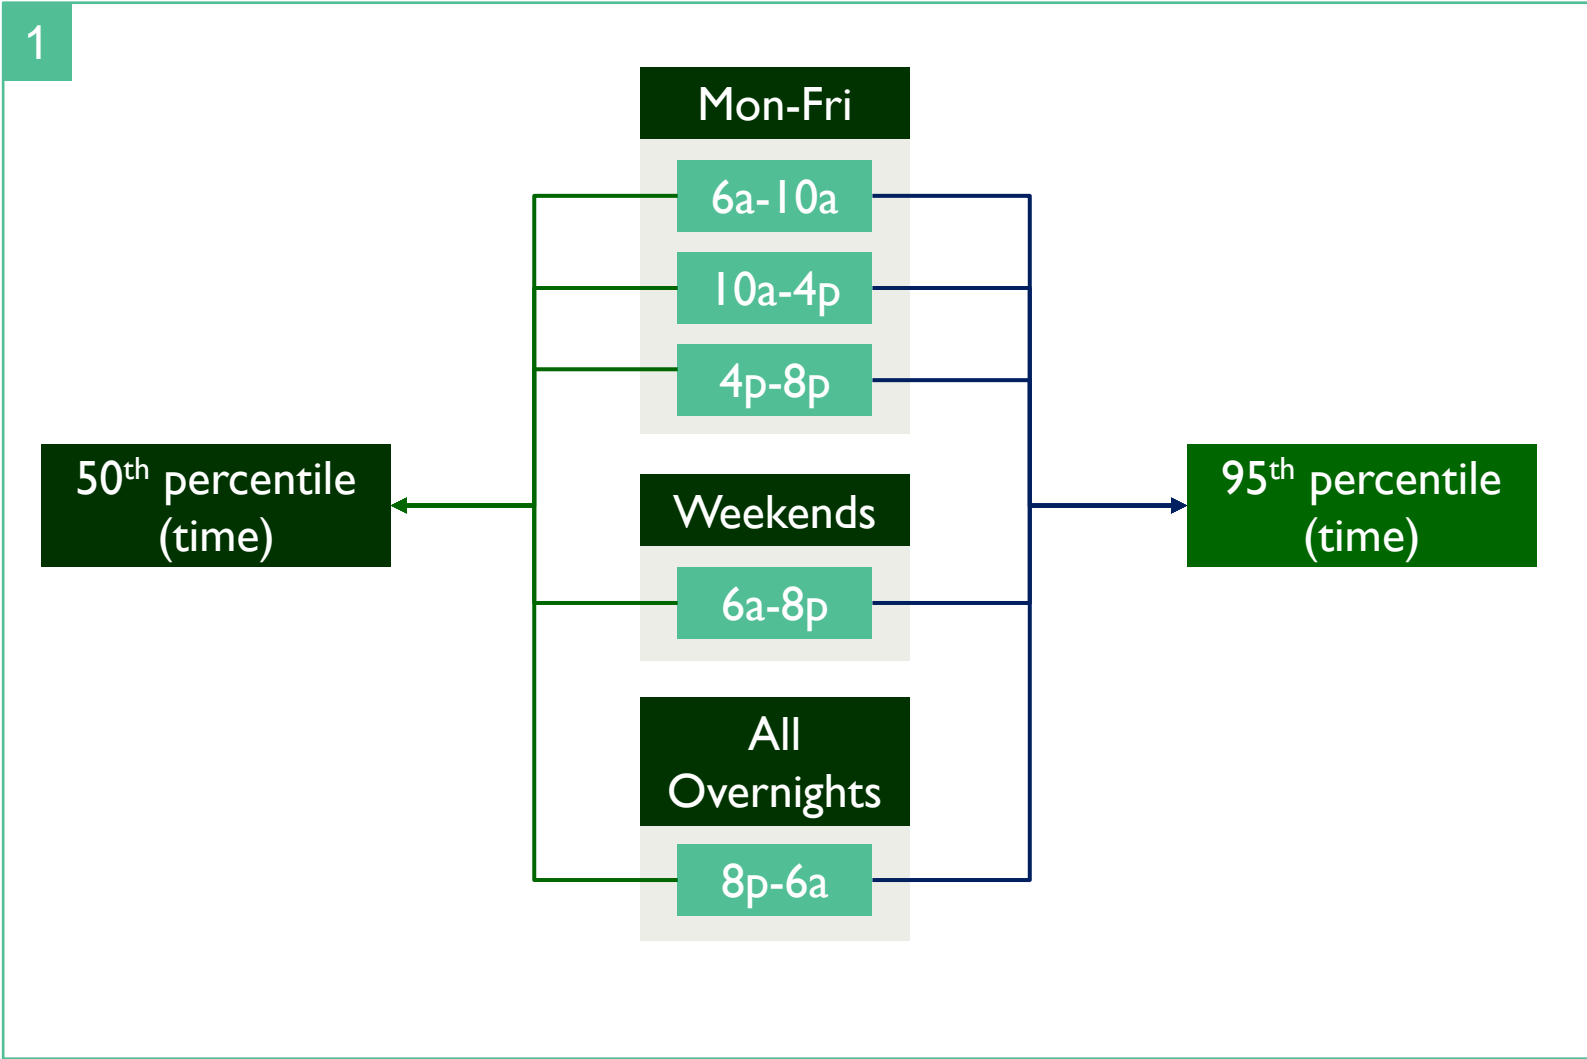 1
Mon-Fri
6a-10a
10a-4p
4p-8p
50th percentile
(time)
95th percentile
(time)
Weekends
6a-8p
All
Overnights
8p-6a